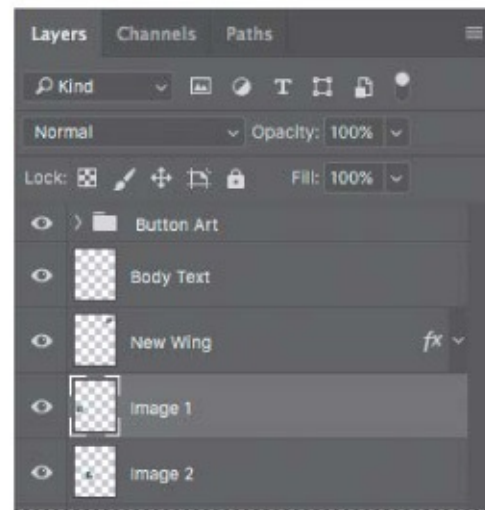 Layers Channels Paths
Kind T
Normal Opacity: 100%
Lock: Fill: 100%
Button Art
Body Text
New Wing fx
Image 1
Image 2